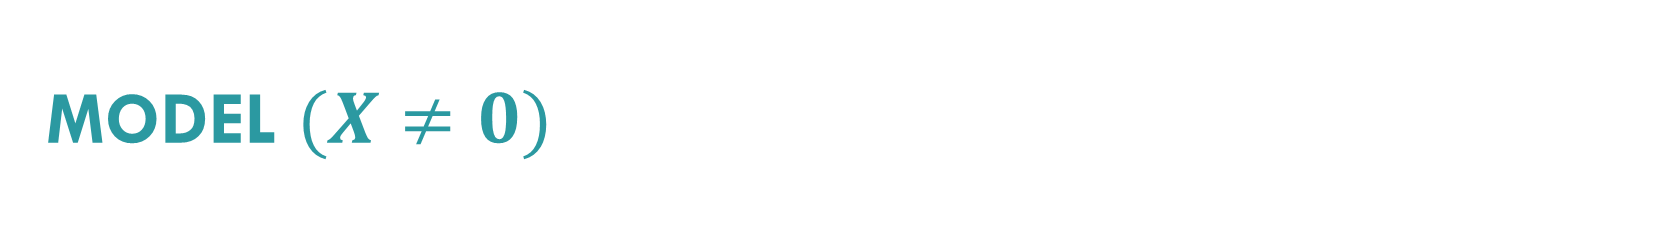 MODEL (X ≠ 0)